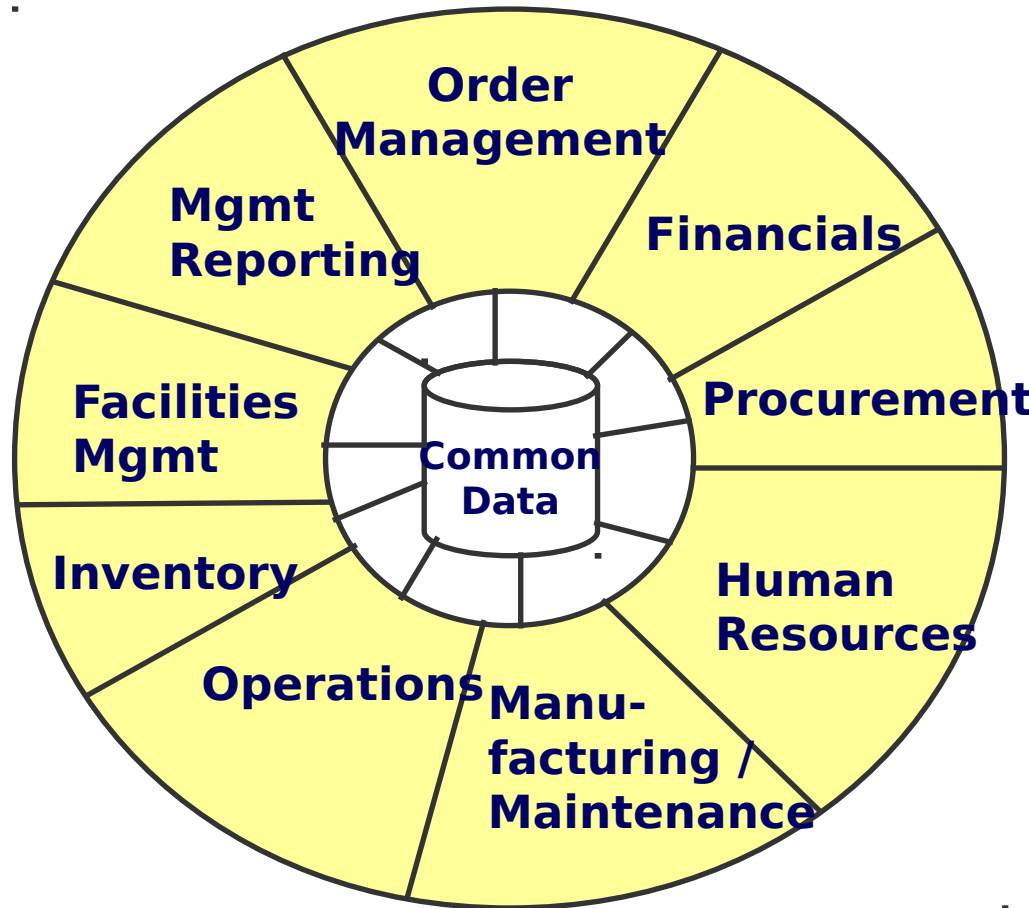 Order
Management
Mgmt
Reporting
Financials
Procurement
Facilities
Mgmt
Common
Data
Inventory
Human
Resources
Operations
Manu-
facturing /
Maintenance